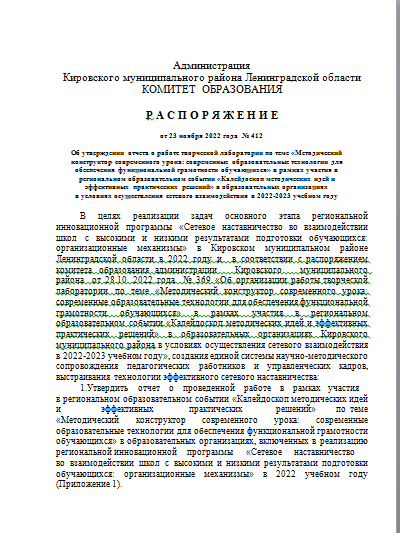 Администрация
Кировского муниципального района Ленинградской области
КОМИТЕТ ОБРАЗОВАНИЯ
РАСПОРЯЖЕНИЕ
от 23 ноября 2022 года № 412
Об утверждении отчета о работе творческой лаборатории по теме «Методический
конструктор современного урока: современные образовательные технологии для
обеспечения функциональной грамотности обучающихся» в рамках участия в
региональном образовательном событии «Калейдоскоп методических идей и
эффективных практических решений» в образовательных организациях
в условиях осуществления сетевого взаимодействия в 2022-2023 учебном году
В целях реализации задач основного этапа региональной
инновационной программы «Сетевое наставничество во взаимодействии
школ с высокими и низкими результатами подготовки обучающихся:
организационные механизмы» в Кировском муниципальном районе
Ленинградской области в 2022 году и в соответствии с распоряжением
комитета образования администрации Кировского муниципального
района от 28.10. 2022 года № 369 «Об организации работы творческой
лаборатории по теме «Методический конструктор современного урока:
современные образовательные технологии для обеспечения функциональной
грамотности обучающихся» в рамках участия в региональном
образовательном событии «Калейдоскоп методических идей и эффективных
практических решений» в образовательных организациях Кировского
муниципального района в условиях осуществления сетевого взаимодействия
в 2022-2023 учебном году», создания единой системы научно-методического
сопровождения педагогических работников и управленческих кадров,
выстраивания технологии эффективного сетевого наставничества:
1.Утвердить отчет о проведенной работе в рамках участия
в региональном образовательном событии «Калейдоскоп методических идей
и эффективных практических решений» по теме
«Методический конструктор современного урока: современные
образовательные технологии для обеспечения функциональной грамотности
обучающихся» в образовательных организациях, включенных в реализацию
региональной инновационной программы «Сетевое наставничество
во взаимодействии школ с высокими и низкими результатами подготовки
обучающихся: организационные механизмы» в 2022 учебном году
(Приложение 1).